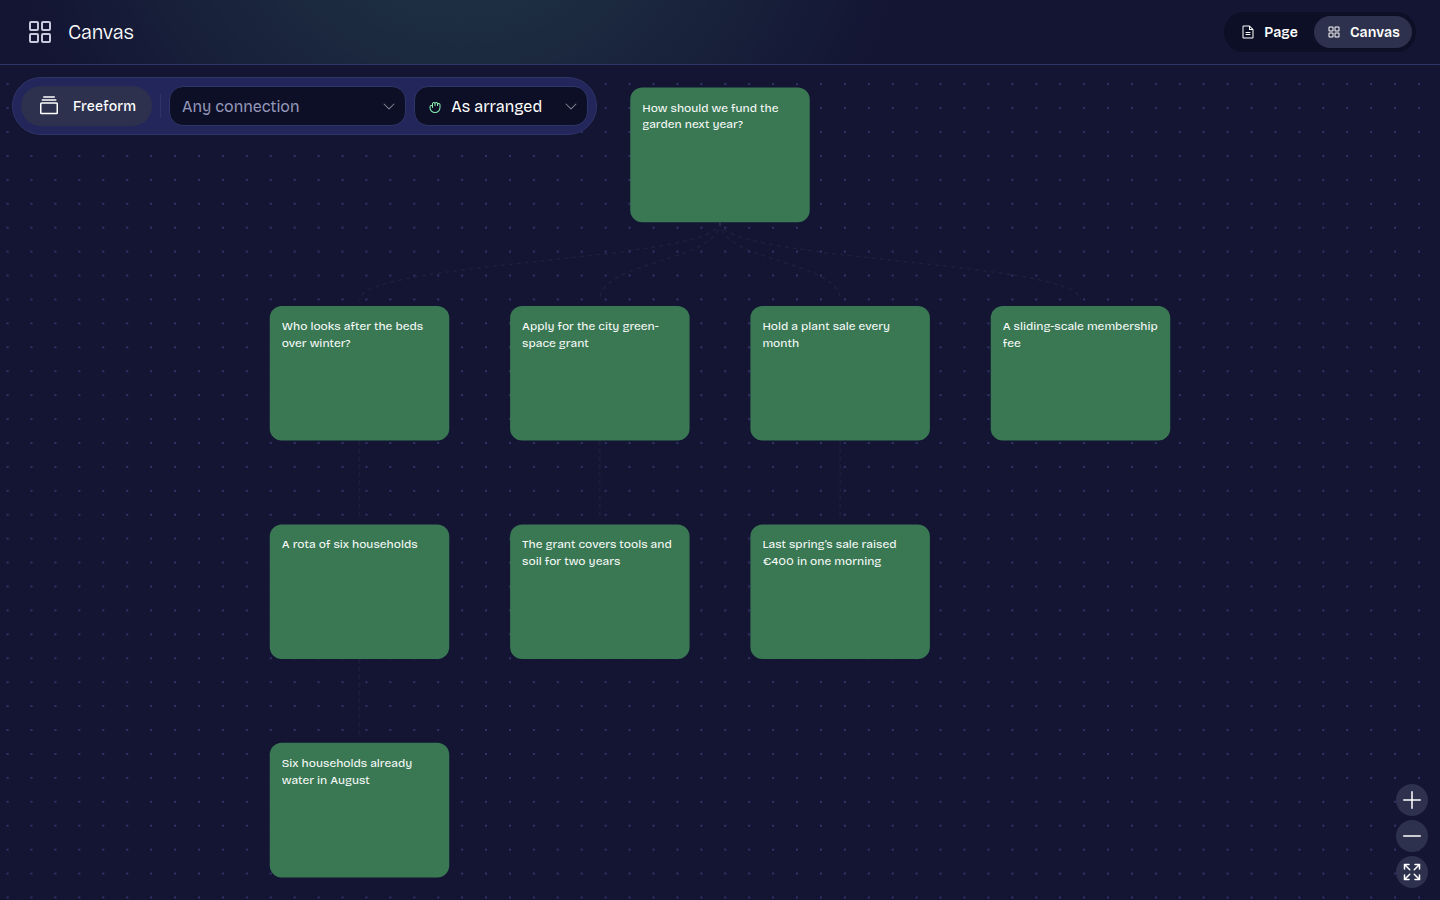 Canvas
Page
Canvas
Freeform
Any connection
As arranged
How should we fund the
garden next year?
Who looks after the beds
over winter?
Apply for the city green-
space grant
Hold a plant sale every
month
A sliding-scale membership
fee
A rota of six households
The grant covers tools and
soil for two years
Last spring's sale raised
€400 in one morning
Six households already
water in August